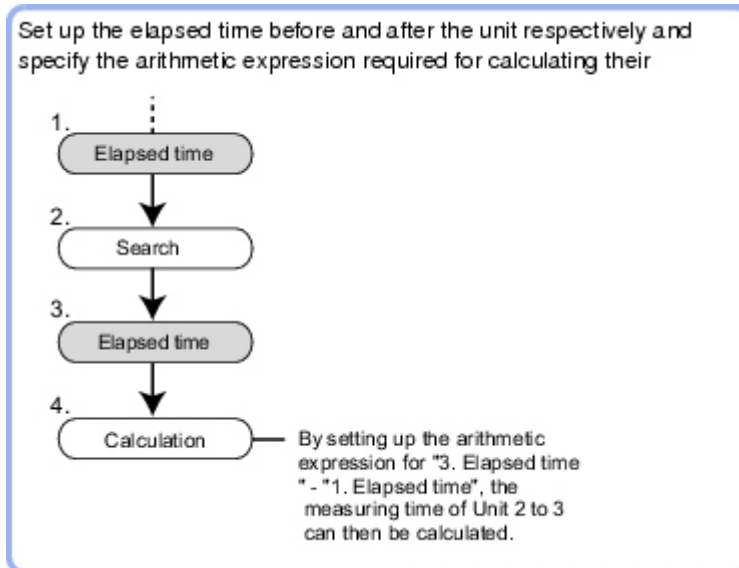 Set up the elapsed time before and after the unit respectively and
specify the arithmetic expression required for calculating their
1.
Elapsed time
2.
Search
3.
Elapsed time
4.
Calculation
By setting up the arithmetic
expression for "3. Elapsed time
" - "1. Elapsed time", the
measuring time of Unit 2 to 3
can then be calculated.